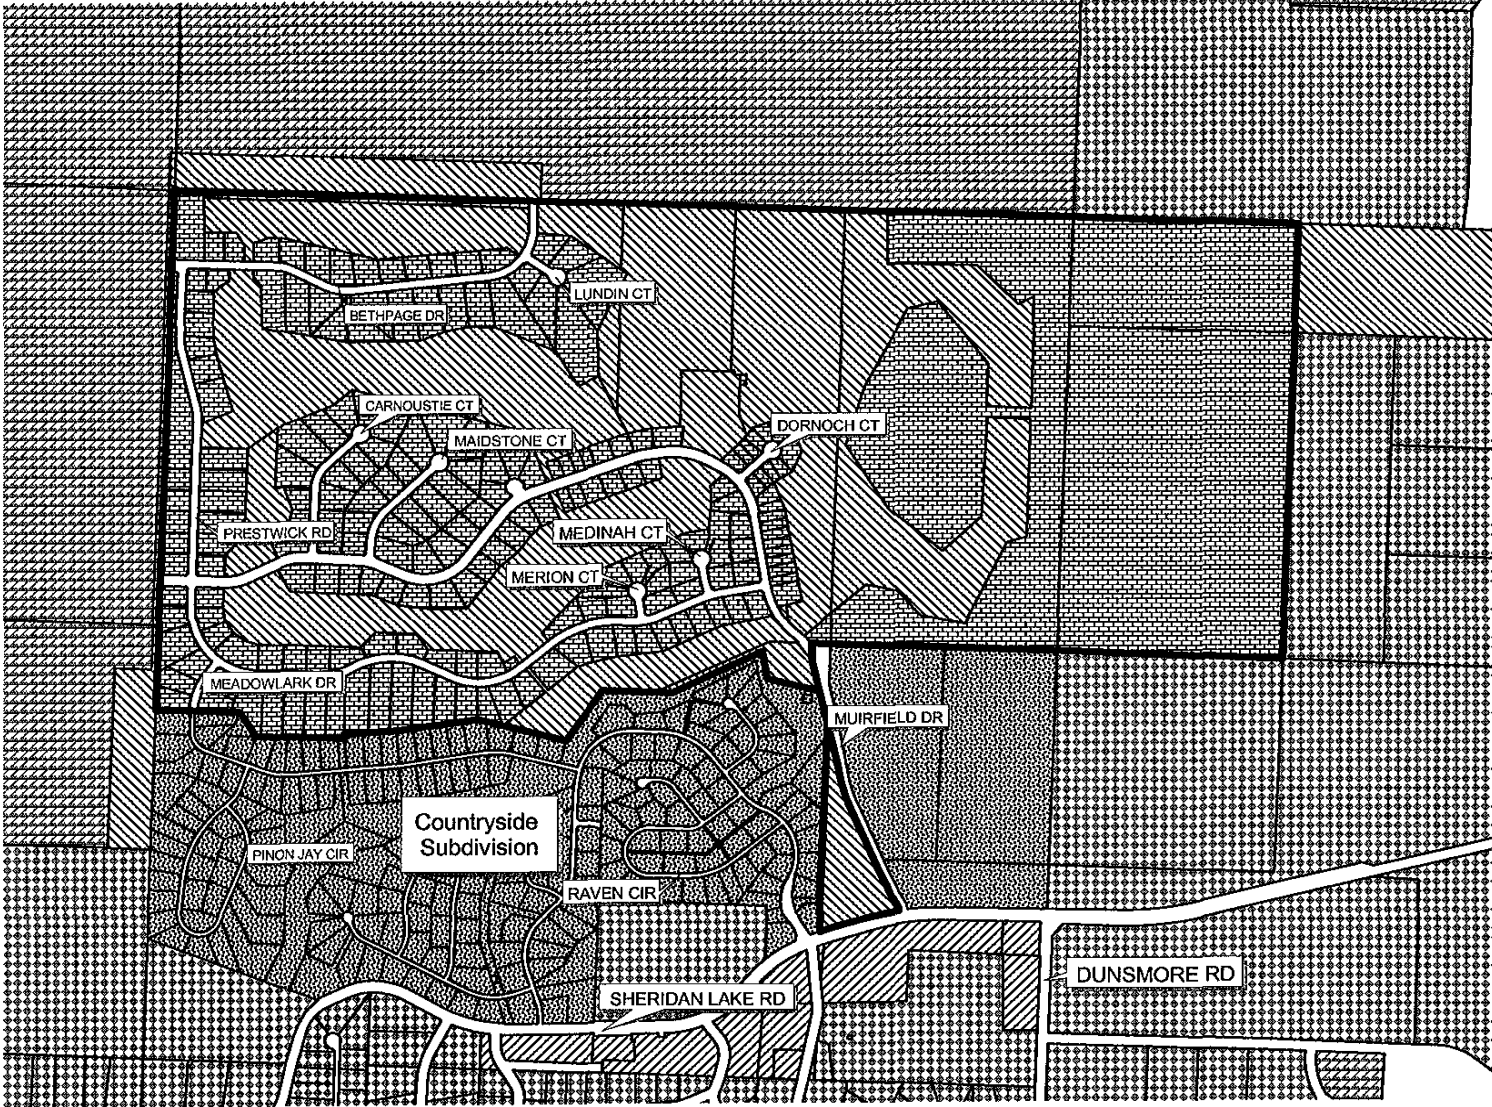 LUNDIN CT
BETHPAGE DR
CARNOUSTIE CT
MAIDSTONE CT
DORNOCH CT
PRESTWICK RD
MEDINAH CT
MERION CT
MEADOWLARK DR
MUIRFIELD DR
Countryside
Subdivision
PINON JAY CIR
RAVEN CIR
DUNSMORE RD
SHERIDAN LAKE RD